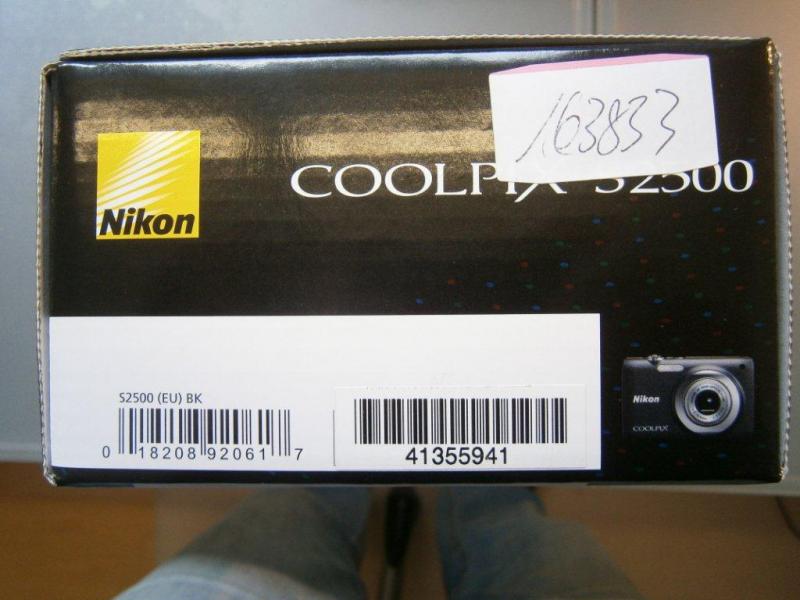 163833
Nikon
COOLPIX S2500
S2500 (EU) BK
0 18208 92061 7
41355941
Nikon
COOLPIX